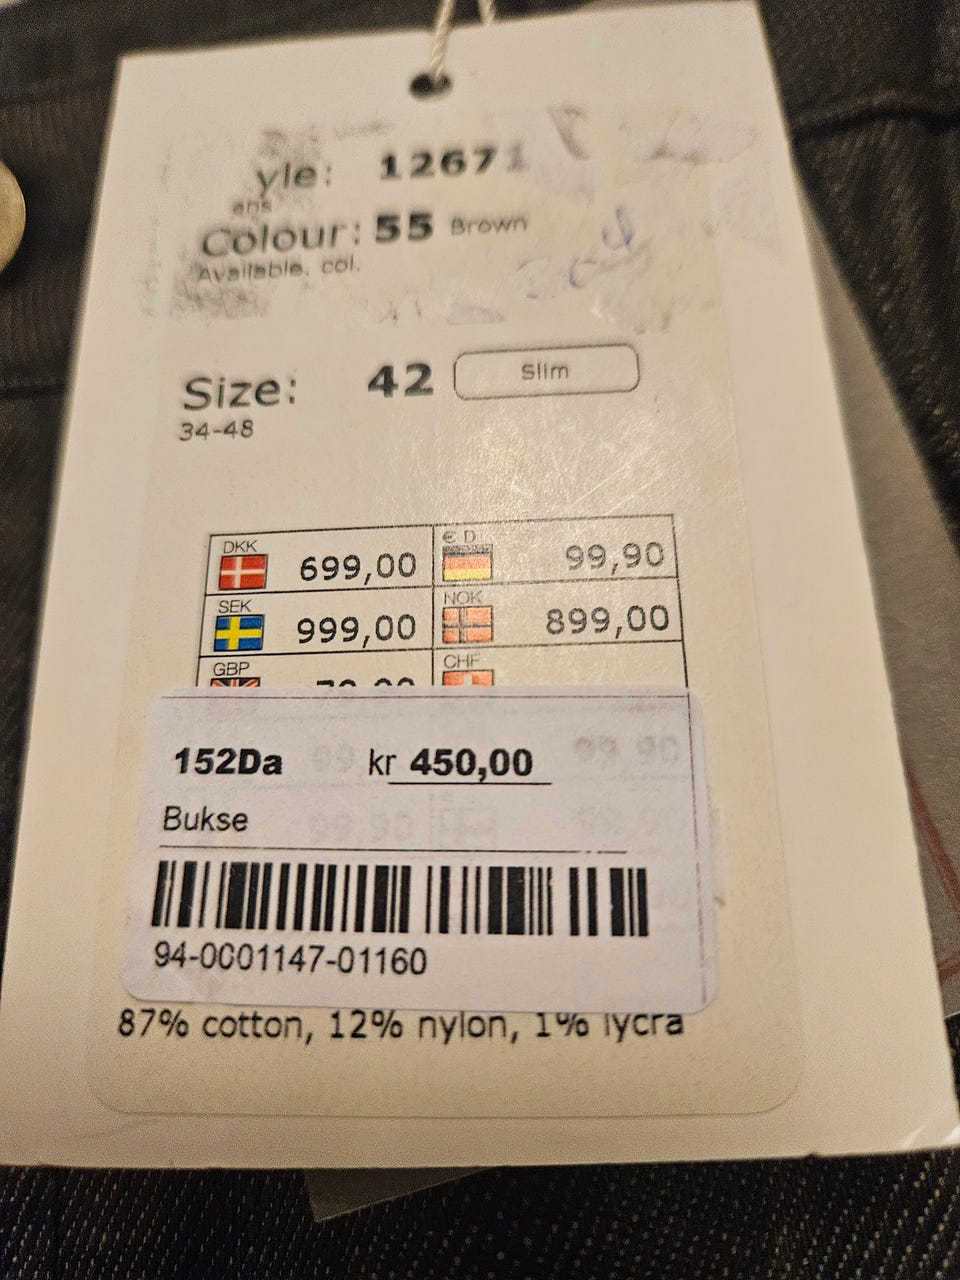 yle: 12671
ans
Colour: 55 Brown
Available. col.
Size: 42 Slim
34-48
DKK 699,00 € D 99,90
SEK 999,00 NOK 899,00
GBP CHF
152Da kr 450,00
Bukse
94-0001147-01160
87% cotton, 12% nylon, 1% lycra